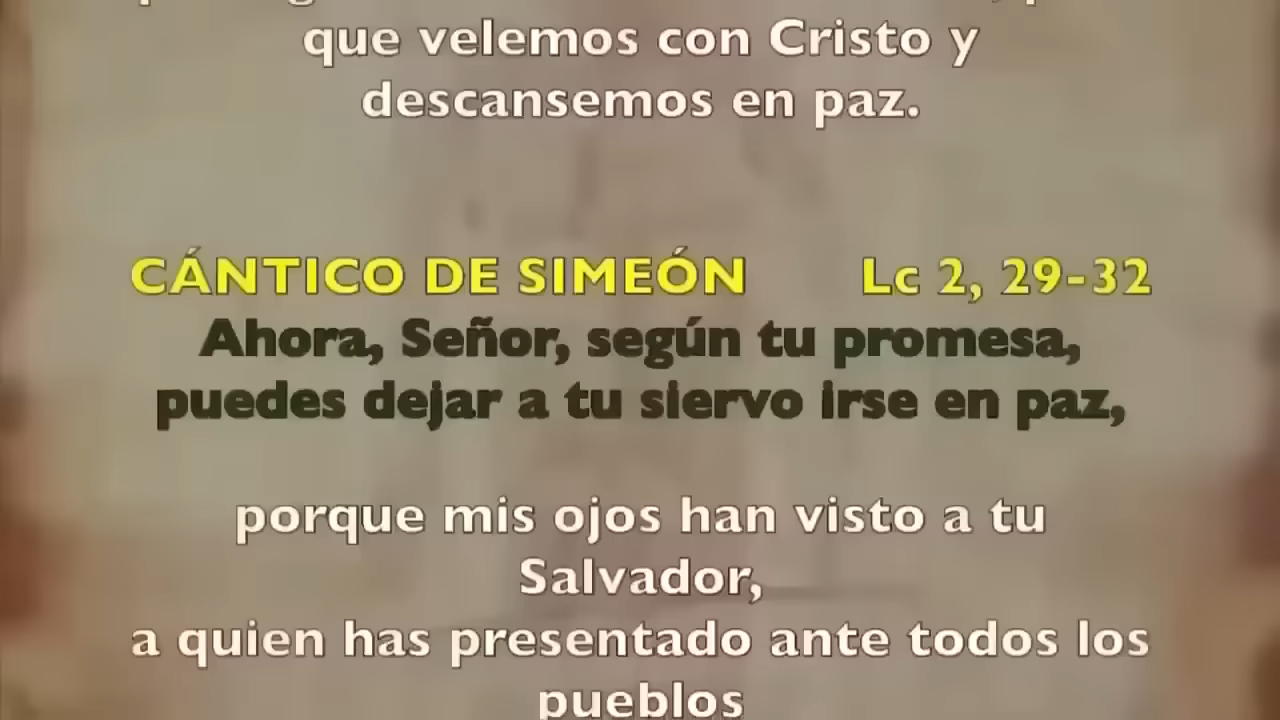 que velemos con Cristo y
descansemos en paz.
CÁNTICO DE SIMEÓN Lc 2, 29-32
Ahora, Señor, según tu promesa,
puedes dejar a tu siervo irse en paz,
porque mis ojos han visto a tu
Salvador,
a quien has presentado ante todos los
pueblos